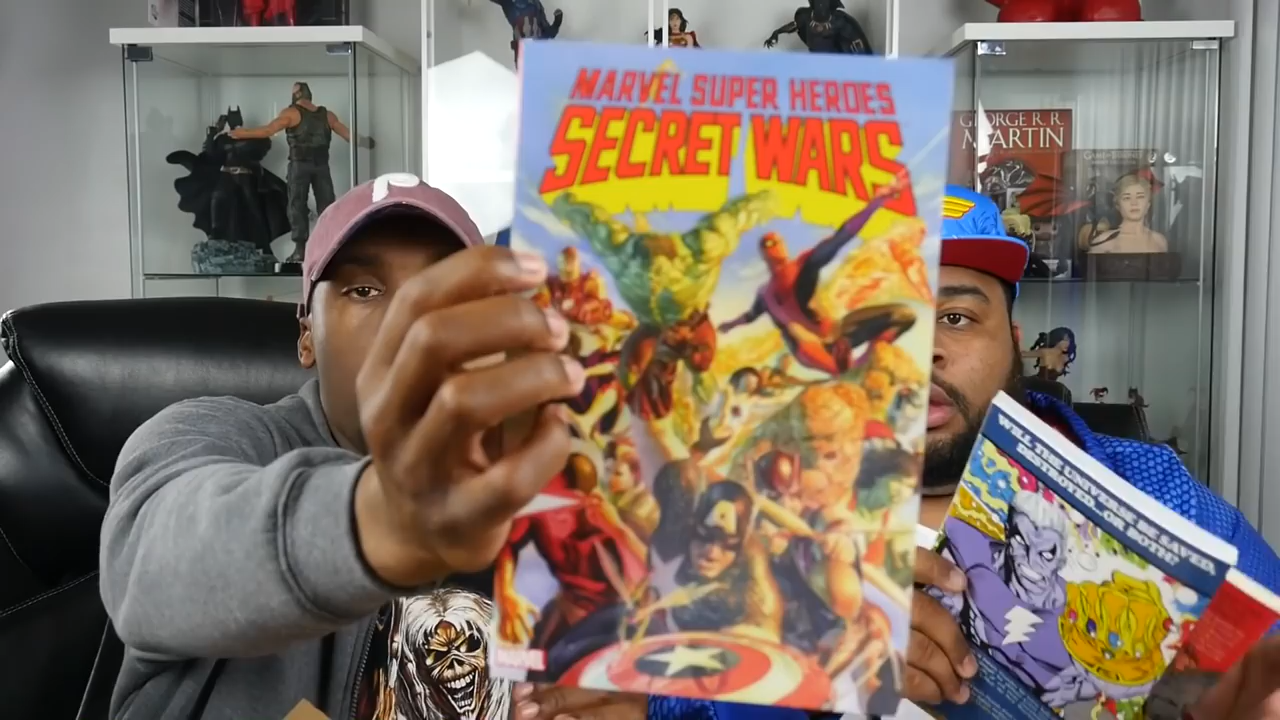 MARVEL SUPER HEROES
SECRET WARS
GEORGE R. R.
MARTIN
P
WILL THE UNIVERSE BE SAVED,
DESTROYED...OR BOTH?
MARVEL